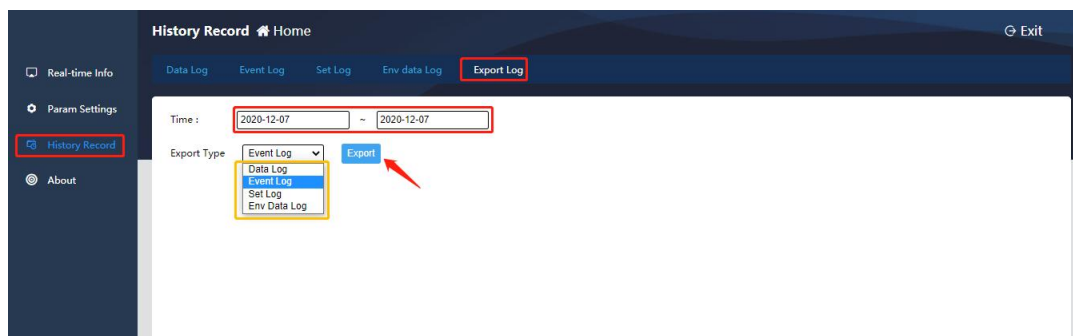 History Record Home
Exit
Real-time Info
Param Settings
History Record
About
Data Log Event Log Set Log Env data Log Export Log
Time : 2020-12-07 ~ 2020-12-07
Export Type Event Log Export
Data Log
Event Log
Set Log
Env Data Log